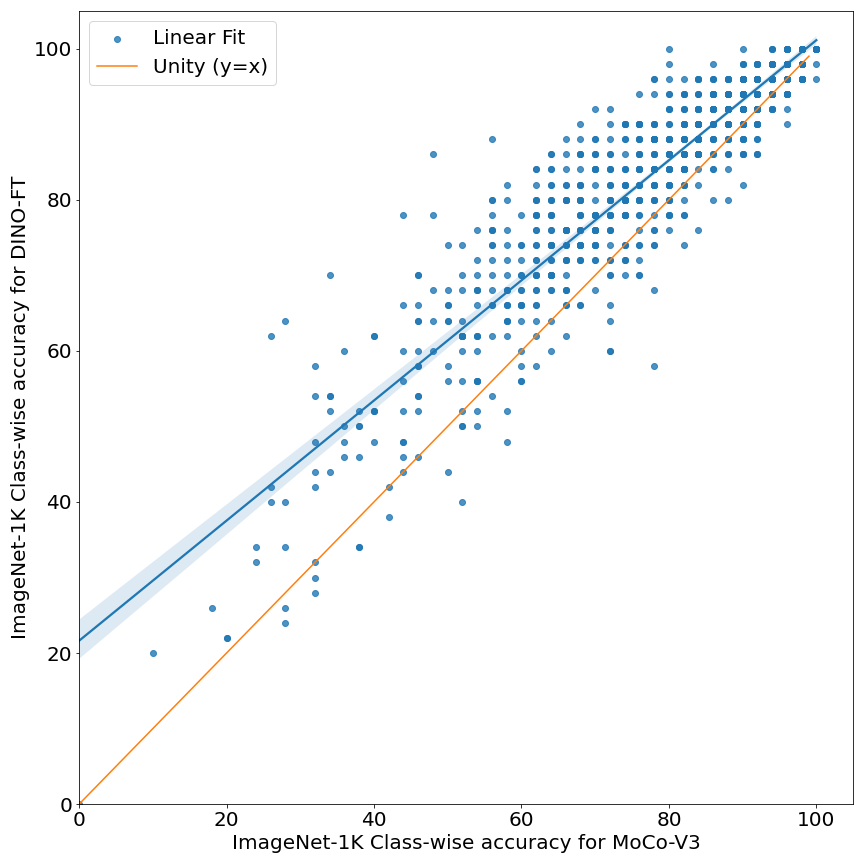 Linear Fit
Unity (y=x)
100
80
60
40
20
0
ImageNet-1K Class-wise accuracy for DINO-FT
0 20 40 60 80 100
ImageNet-1K Class-wise accuracy for MoCo-V3